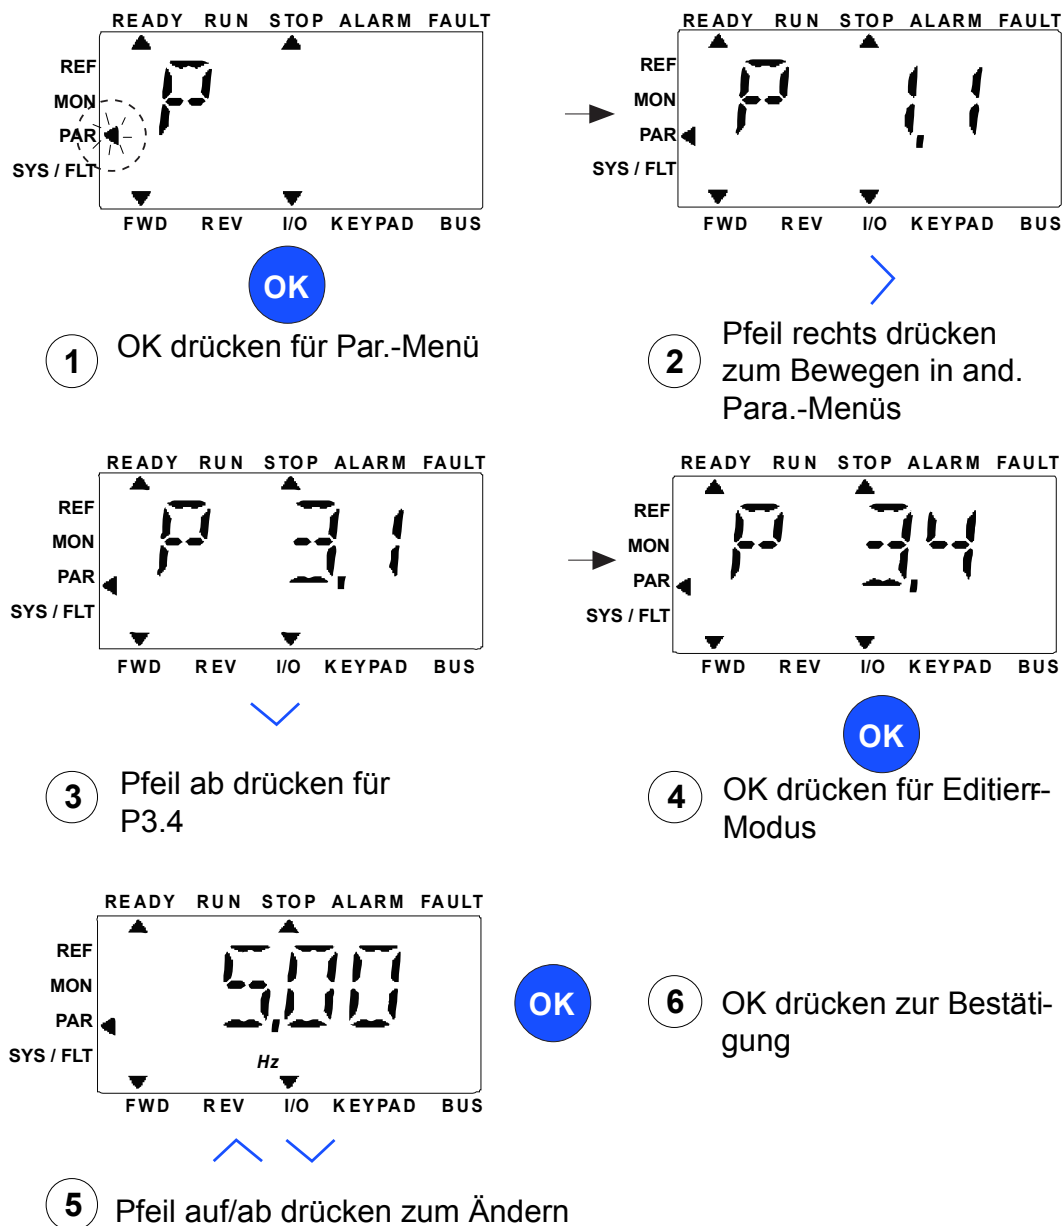 READY RUN STOP ALARM FAULT
REF
MON
PAR
SYS / FLT
P
FWD REV I/O KEYPAD BUS
OK
1
OK drücken für Par.-Menü
READY RUN STOP ALARM FAULT
REF
MON
PAR
SYS / FLT
P 1,1
FWD REV I/O KEYPAD BUS
2
Pfeil rechts drücken
zum Bewegen in and.
Para.-Menüs
READY RUN STOP ALARM FAULT
REF
MON
PAR
SYS / FLT
P 3,1
FWD REV I/O KEYPAD BUS
3
Pfeil ab drücken für
P3.4
READY RUN STOP ALARM FAULT
REF
MON
PAR
SYS / FLT
P 3,4
FWD REV I/O KEYPAD BUS
OK
4
OK drücken für Editierr-
Modus
READY RUN STOP ALARM FAULT
REF
MON
PAR
SYS / FLT
5,00
Hz
FWD REV I/O KEYPAD BUS
5
Pfeil auf/ab drücken zum Ändern
OK
6
OK drücken zur Bestäti-
gung